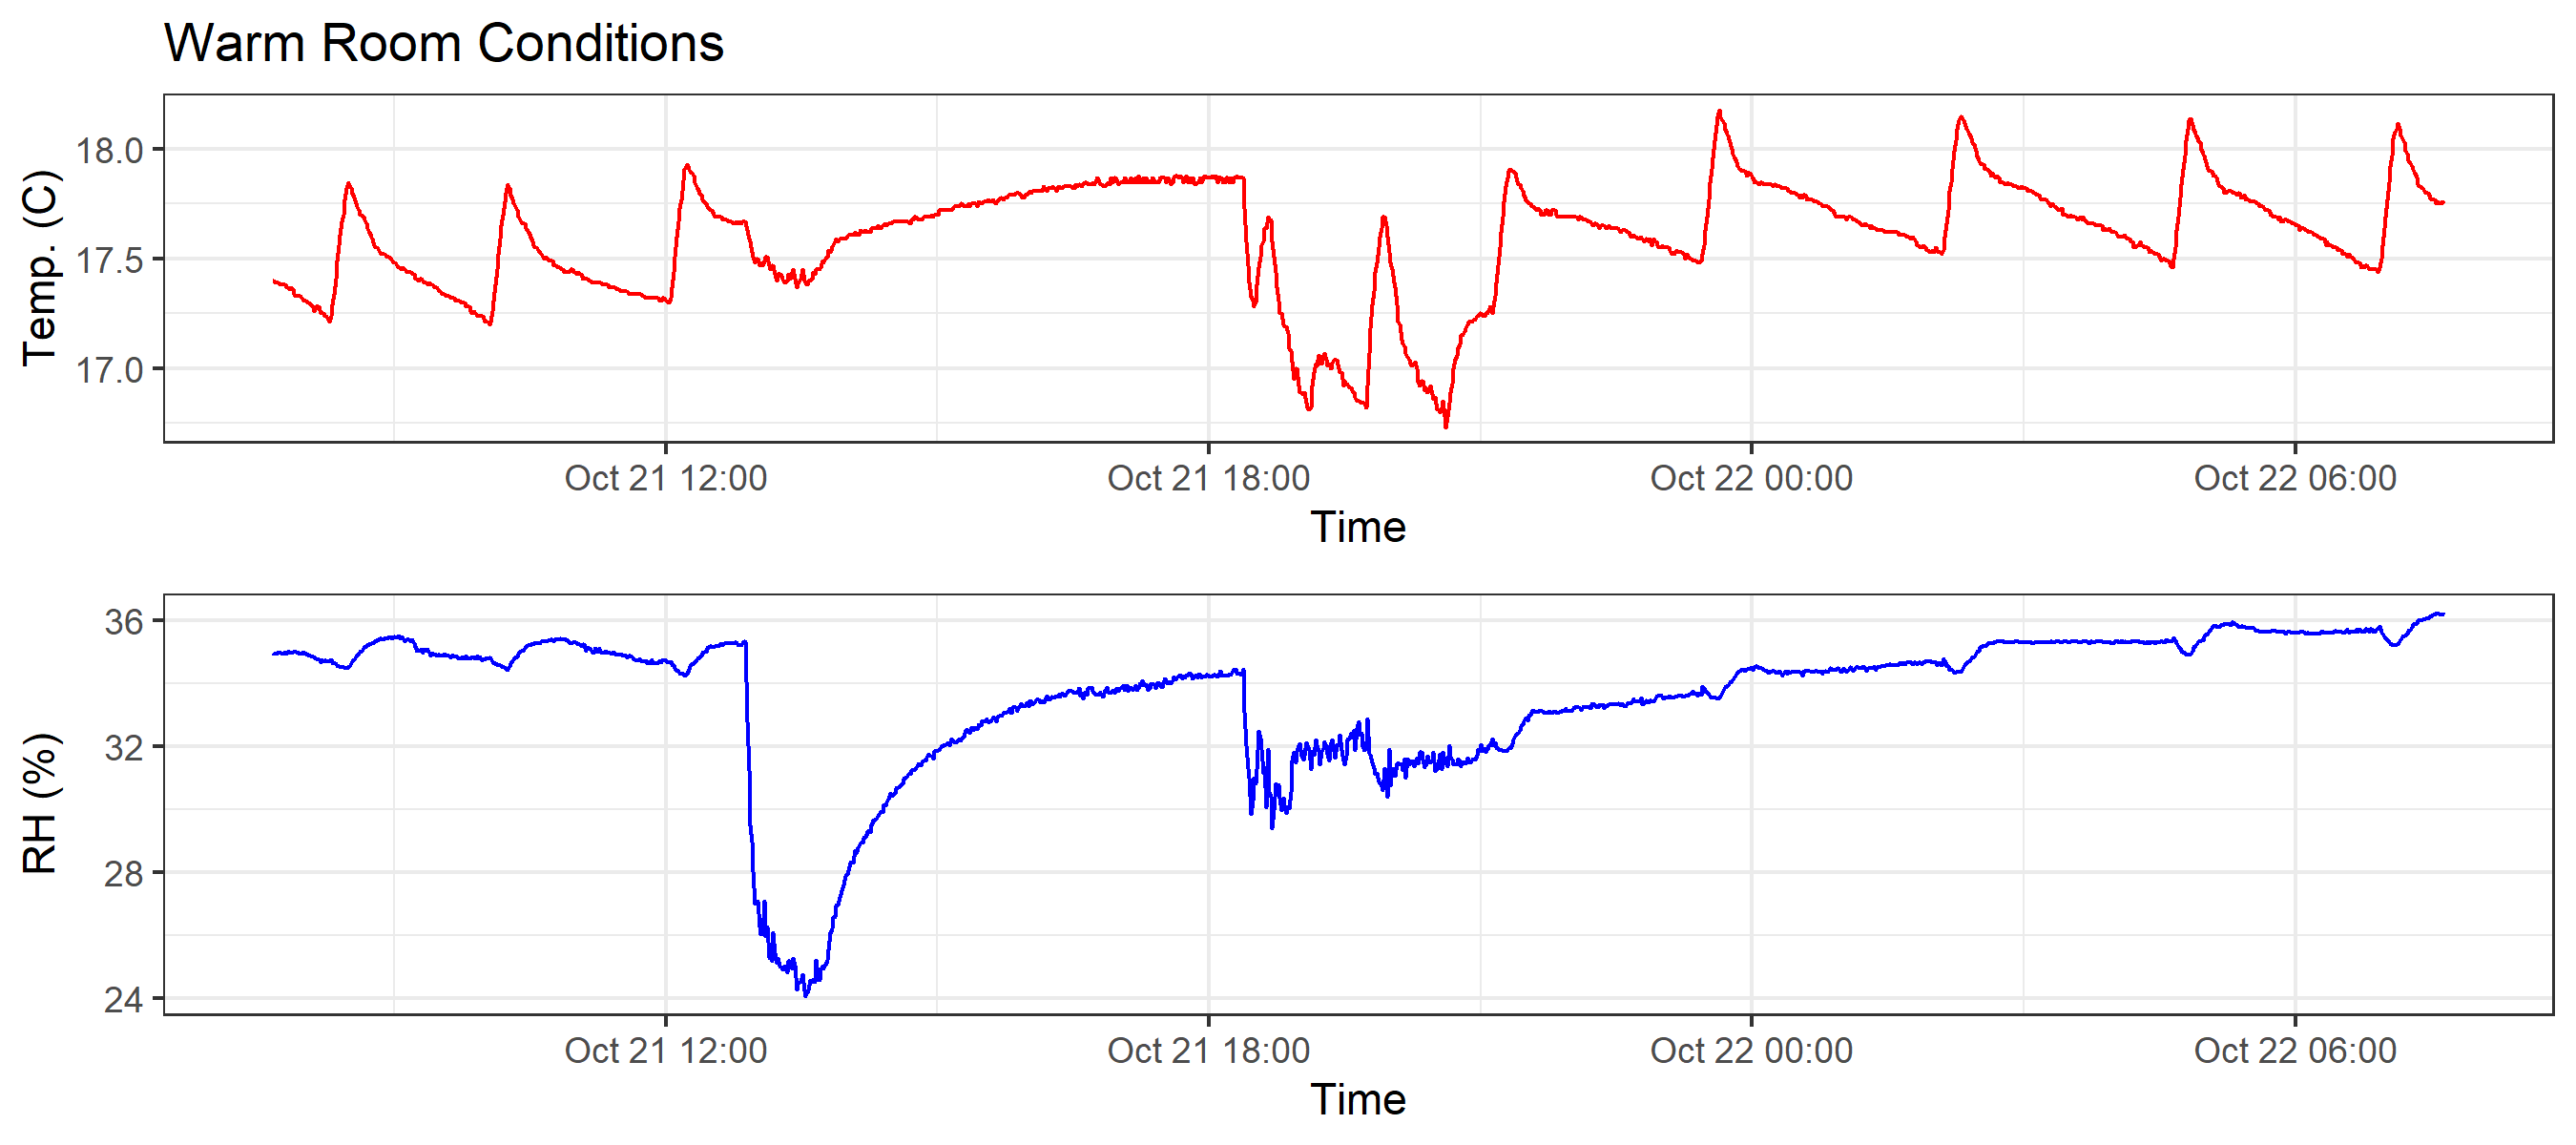 Warm Room Conditions
Temp. (C)
18.0
17.5
17.0
Oct 21 12:00 Oct 21 18:00 Oct 22 00:00 Oct 22 06:00
Time
RH (%)
36
32
28
24
Oct 21 12:00 Oct 21 18:00 Oct 22 00:00 Oct 22 06:00
Time